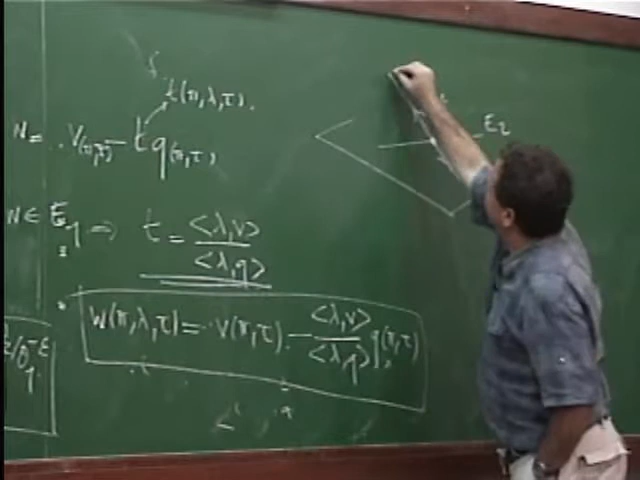 t(π,λ,τ).
w = .. v(π,τ) - t q(π,τ)
w ∈ E₁ ⇒ t = <λ,v> / <λ,q>
w(π,λ,τ) = v(π,τ) - <λ,v> / <λ,q> q(π,τ)
E₂